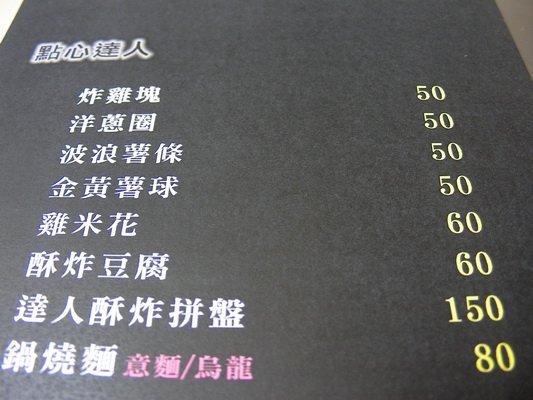 點心達人
炸雞塊 50
洋蔥圈 50
波浪薯條 50
金黃薯球 50
雞米花 60
酥炸豆腐 60
達人酥炸拼盤 150
鍋燒麵 意麵/烏龍 80